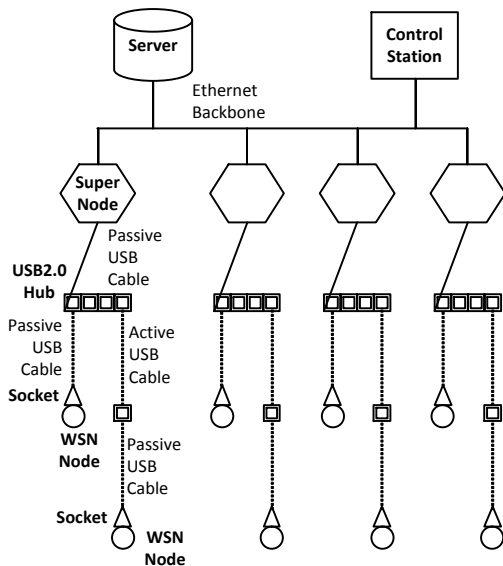 Server
Control
Station
Ethernet
Backbone
Super
Node
Passive
USB
Cable
USB2.0
Hub
Passive
USB
Cable
Active
USB
Cable
Socket
WSN
Node
Passive
USB
Cable
Socket
WSN
Node